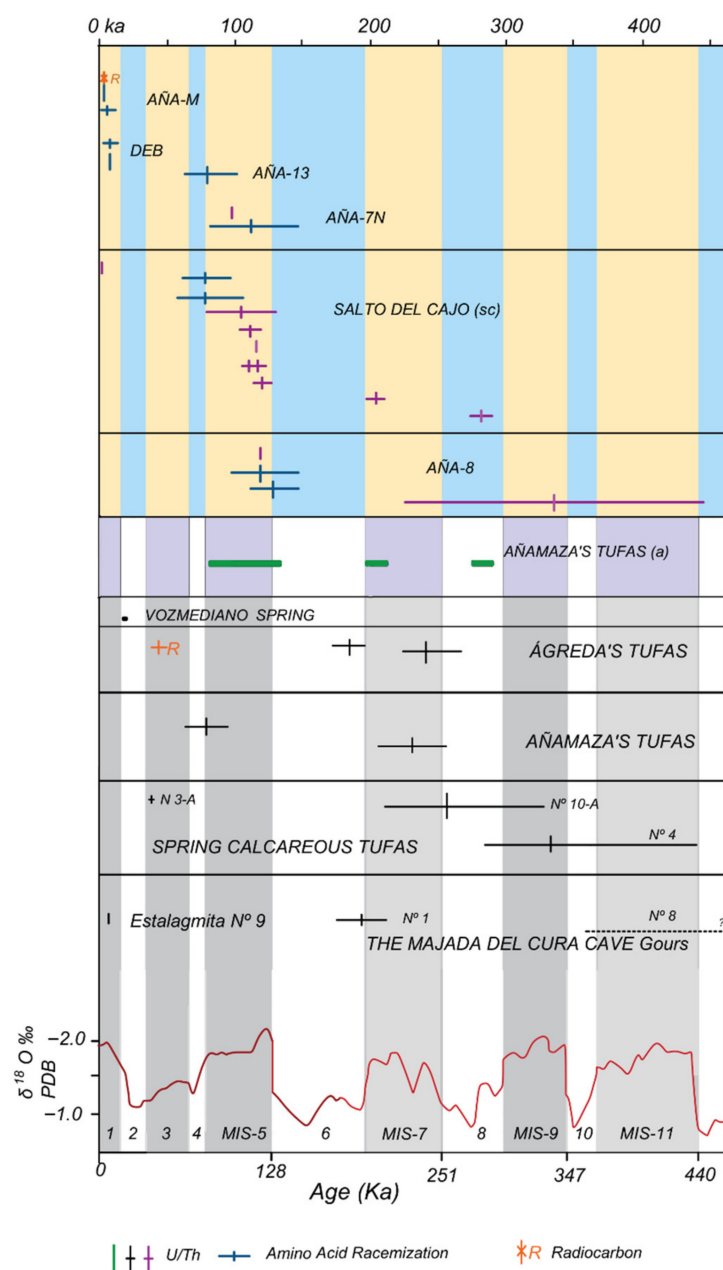 0 ka 100 200 300 400
R
AÑA-M
DEB
AÑA-13
AÑA-7N
SALTO DEL CAJO (sc)
AÑA-8
AÑAMAZA'S TUFAS (a)
VOZMEDIANO SPRING
R
ÁGREDA'S TUFAS
AÑAMAZA'S TUFAS
N 3-A
Nº 10-A
Nº 4
SPRING CALCAREOUS TUFAS
Estalagmita Nº 9
Nº 1
Nº 8
?
THE MAJADA DEL CURA CAVE Gours
δ18 O ‰
PDB
−2.0
−1.0
1 2 3 4 MIS-5 6 MIS-7 8 MIS-9 10 MIS-11
0 128 251 347 440
Age (Ka)
U/Th Amino Acid Racemization R Radiocarbon